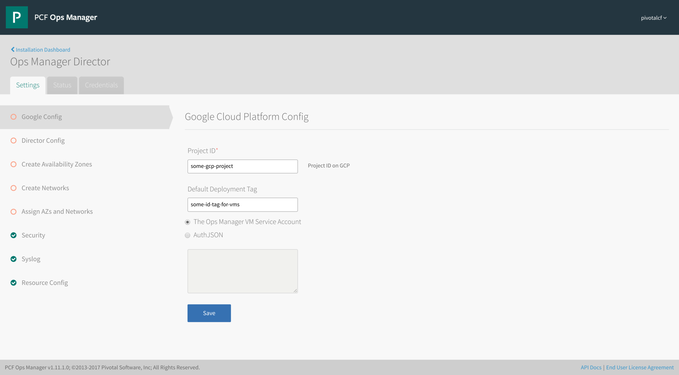 P PCF Ops Manager
pivotalcf
Installation Dashboard
Ops Manager Director
Settings Status Credentials
Google Config
Director Config
Create Availability Zones
Create Networks
Assign AZs and Networks
Security
Syslog
Resource Config
Google Cloud Platform Config
Project ID*
some-gcp-project
Project ID on GCP
Default Deployment Tag
some-id-tag-for-vms
The Ops Manager VM Service Account
AuthJSON
Save
PCF Ops Manager v1.11.1.0; ©2013-2017 Pivotal Software, Inc; All Rights Reserved.
API Docs | End User License Agreement